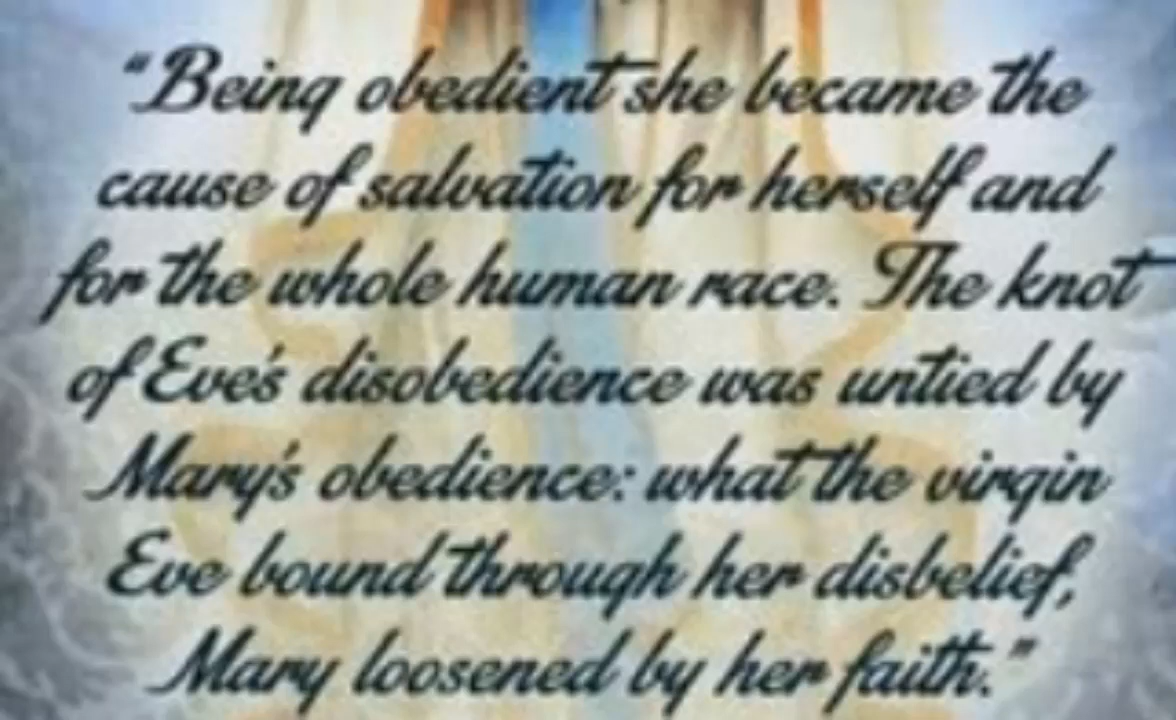 “Being obedient she became the
cause of salvation for herself and
for the whole human race. The knot
of Eve's disobedience was untied by
Mary's obedience: what the virgin
Eve bound through her disbelief,
Mary loosened by her faith.”